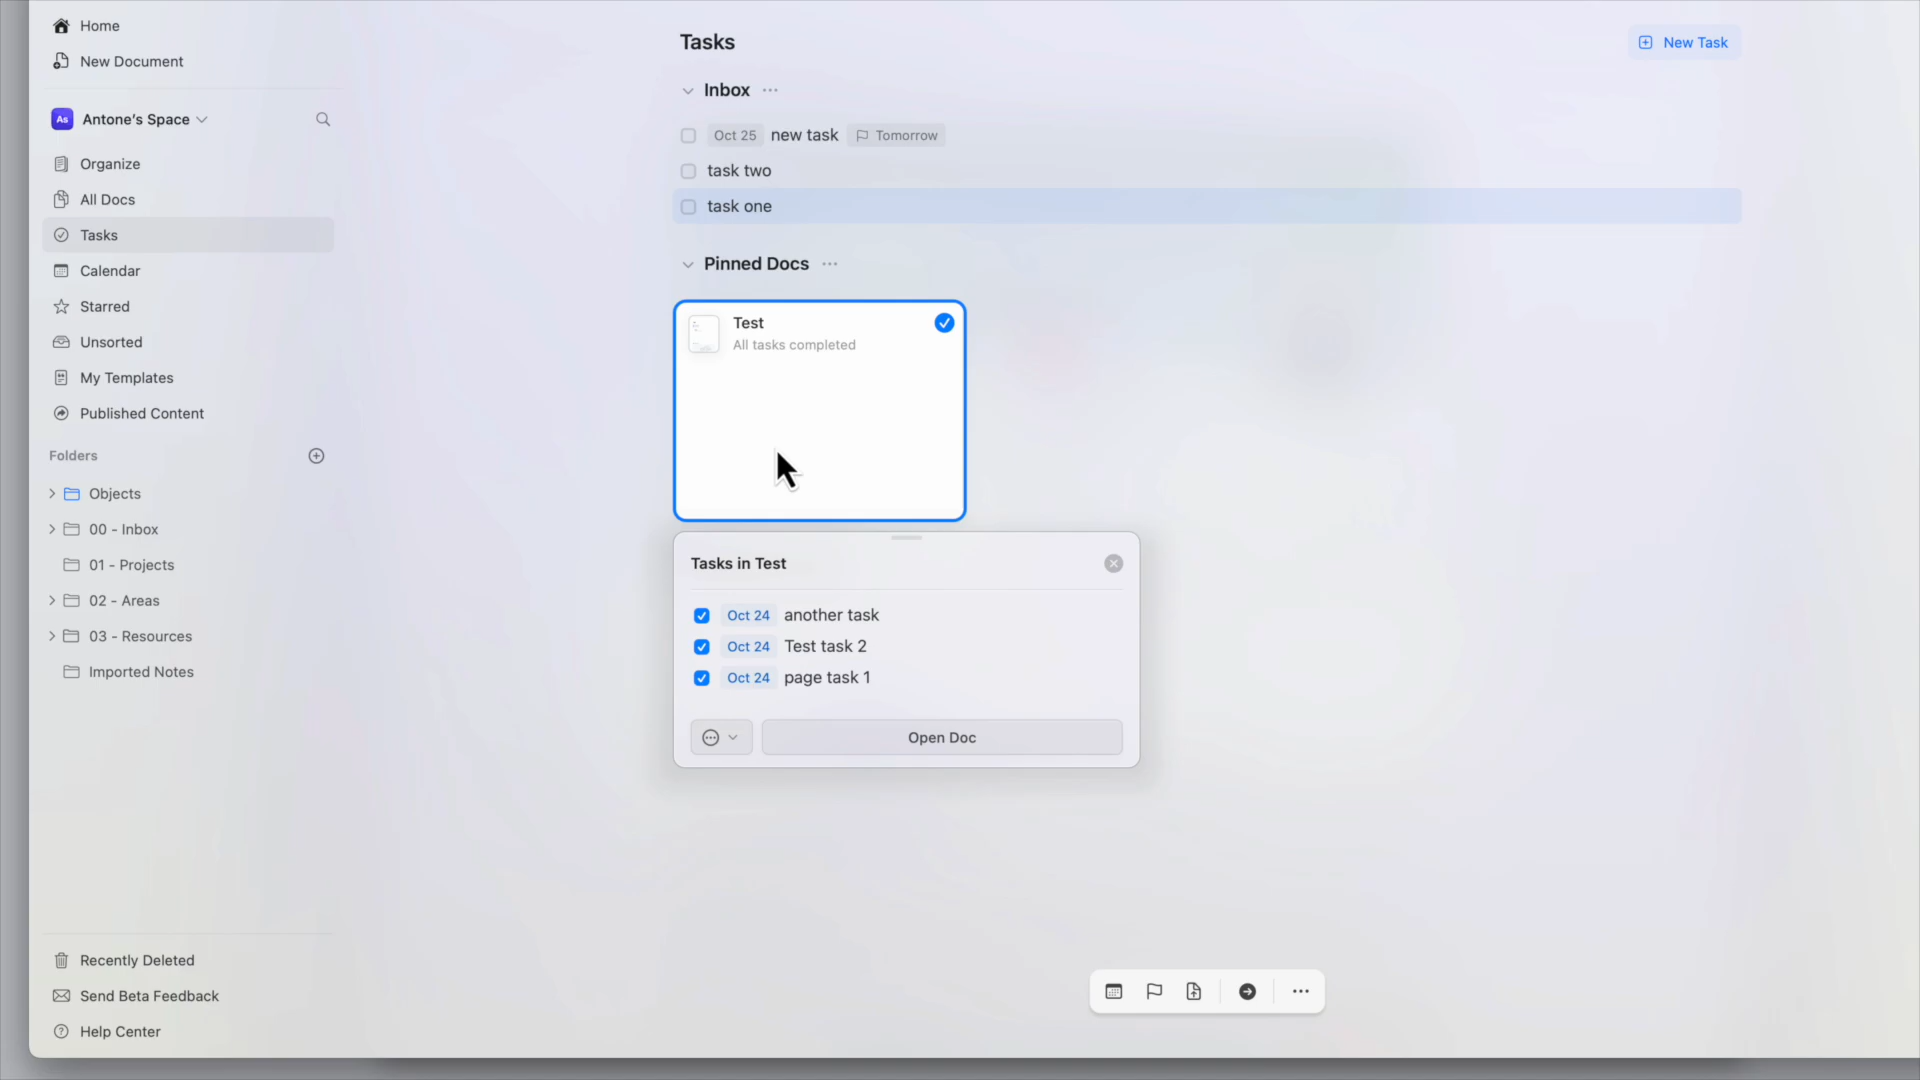 Home
New Document
As Antone's Space
Organize
All Docs
Tasks
Calendar
Starred
Unsorted
My Templates
Published Content
Folders
Objects
00 - Inbox
01 - Projects
02 - Areas
03 - Resources
Imported Notes
Recently Deleted
Send Beta Feedback
Help Center
Tasks
New Task
Inbox ...
Oct 25 new task Tomorrow
task two
task one
Pinned Docs ...
Test
All tasks completed
Tasks in Test
Oct 24 another task
Oct 24 Test task 2
Oct 24 page task 1
Open Doc